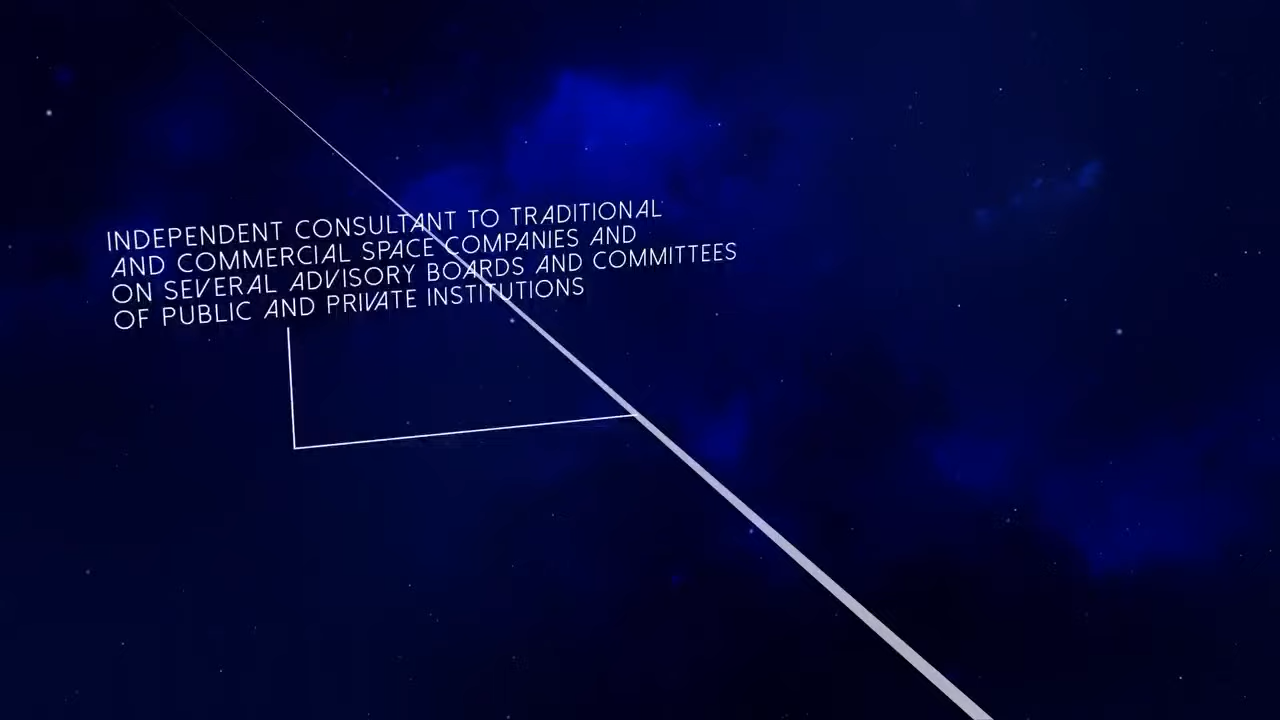 INDEPENDENT CONSULTANT TO TRADITIONAL
AND COMMERCIAL SPACE COMPANIES AND
ON SEVERAL ADVISORY BOARDS AND COMMITTEES
OF PUBLIC AND PRIVATE INSTITUTIONS